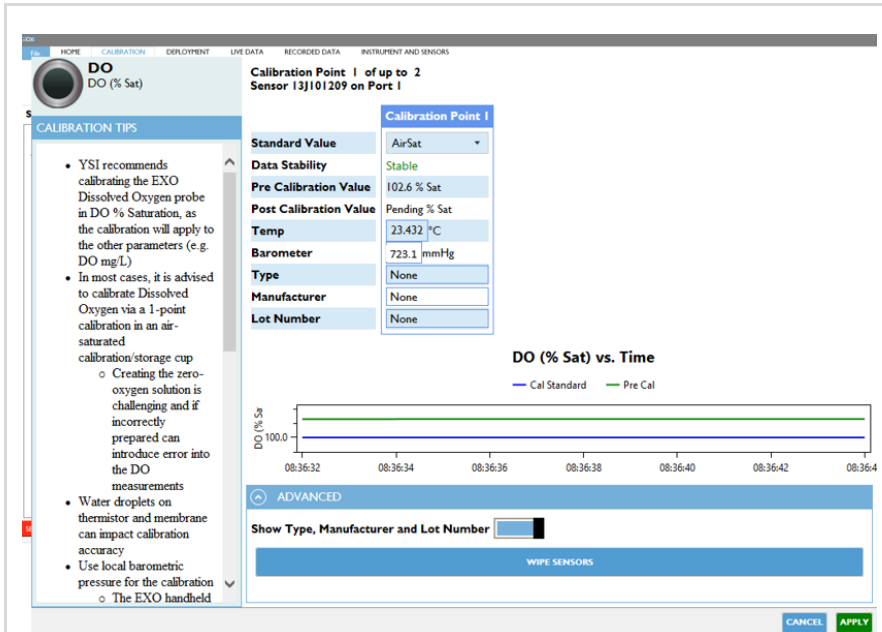 File HOME CALIBRATION DEPLOYMENT LIVE DATA RECORDED DATA INSTRUMENT AND SENSORS
DO
DO (% Sat)
CALIBRATION TIPS
• YSI recommends
calibrating the EXO
Dissolved Oxygen probe
in DO % Saturation, as
the calibration will apply to
the other parameters (e.g.
DO mg/L)
• In most cases, it is advised
to calibrate Dissolved
Oxygen via a 1-point
calibration in an air-
saturated
calibration/storage cup
o Creating the zero-
oxygen solution is
challenging and if
incorrectly
prepared can
introduce error into
the DO
measurements
• Water droplets on
thermistor and membrane
can impact calibration
accuracy
• Use local barometric
pressure for the calibration
o The EXO handheld
Calibration Point 1 of up to 2
Sensor 13J101209 on Port 1
Calibration Point 1
Standard Value AirSat
Data Stability Stable
Pre Calibration Value 102.6 % Sat
Post Calibration Value Pending % Sat
Temp 23.432 °C
Barometer 723.1 mmHg
Type None
Manufacturer None
Lot Number None
DO (% Sat) vs. Time
Cal Standard Pre Cal
DO (% Sa
100.0
08:36:32 08:36:34 08:36:36 08:36:38 08:36:40 08:36:42 08:36:4
ADVANCED
Show Type, Manufacturer and Lot Number
WIPE SENSORS
CANCEL APPLY